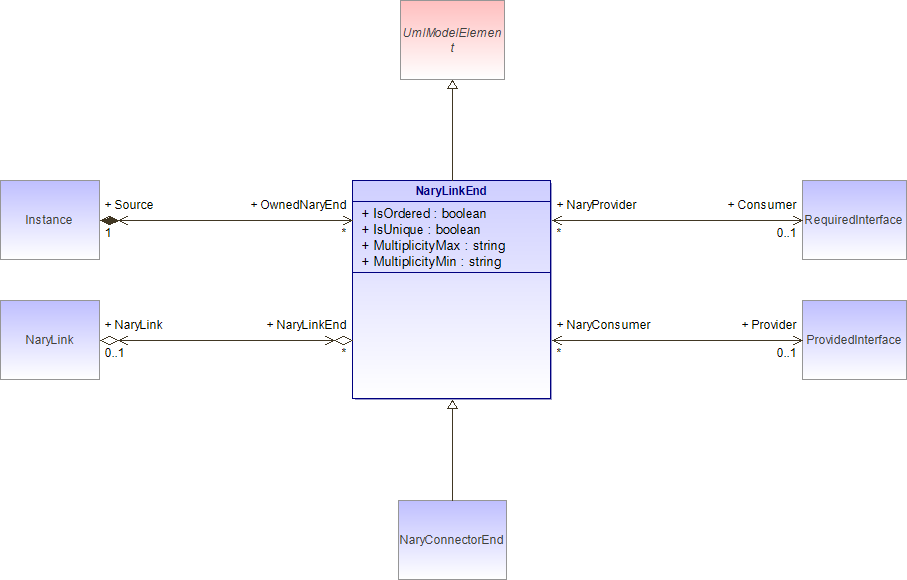 UmlModelElemen
t
NaryLinkEnd
+ IsOrdered : boolean
+ IsUnique : boolean
+ MultiplicityMax : string
+ MultiplicityMin : string
Instance
+ Source
+ OwnedNaryEnd
1
*
+ NaryProvider
+ Consumer
*
0..1
RequiredInterface
NaryLink
+ NaryLink
+ NaryLinkEnd
0..1
*
+ NaryConsumer
+ Provider
*
0..1
ProvidedInterface
NaryConnectorEnd